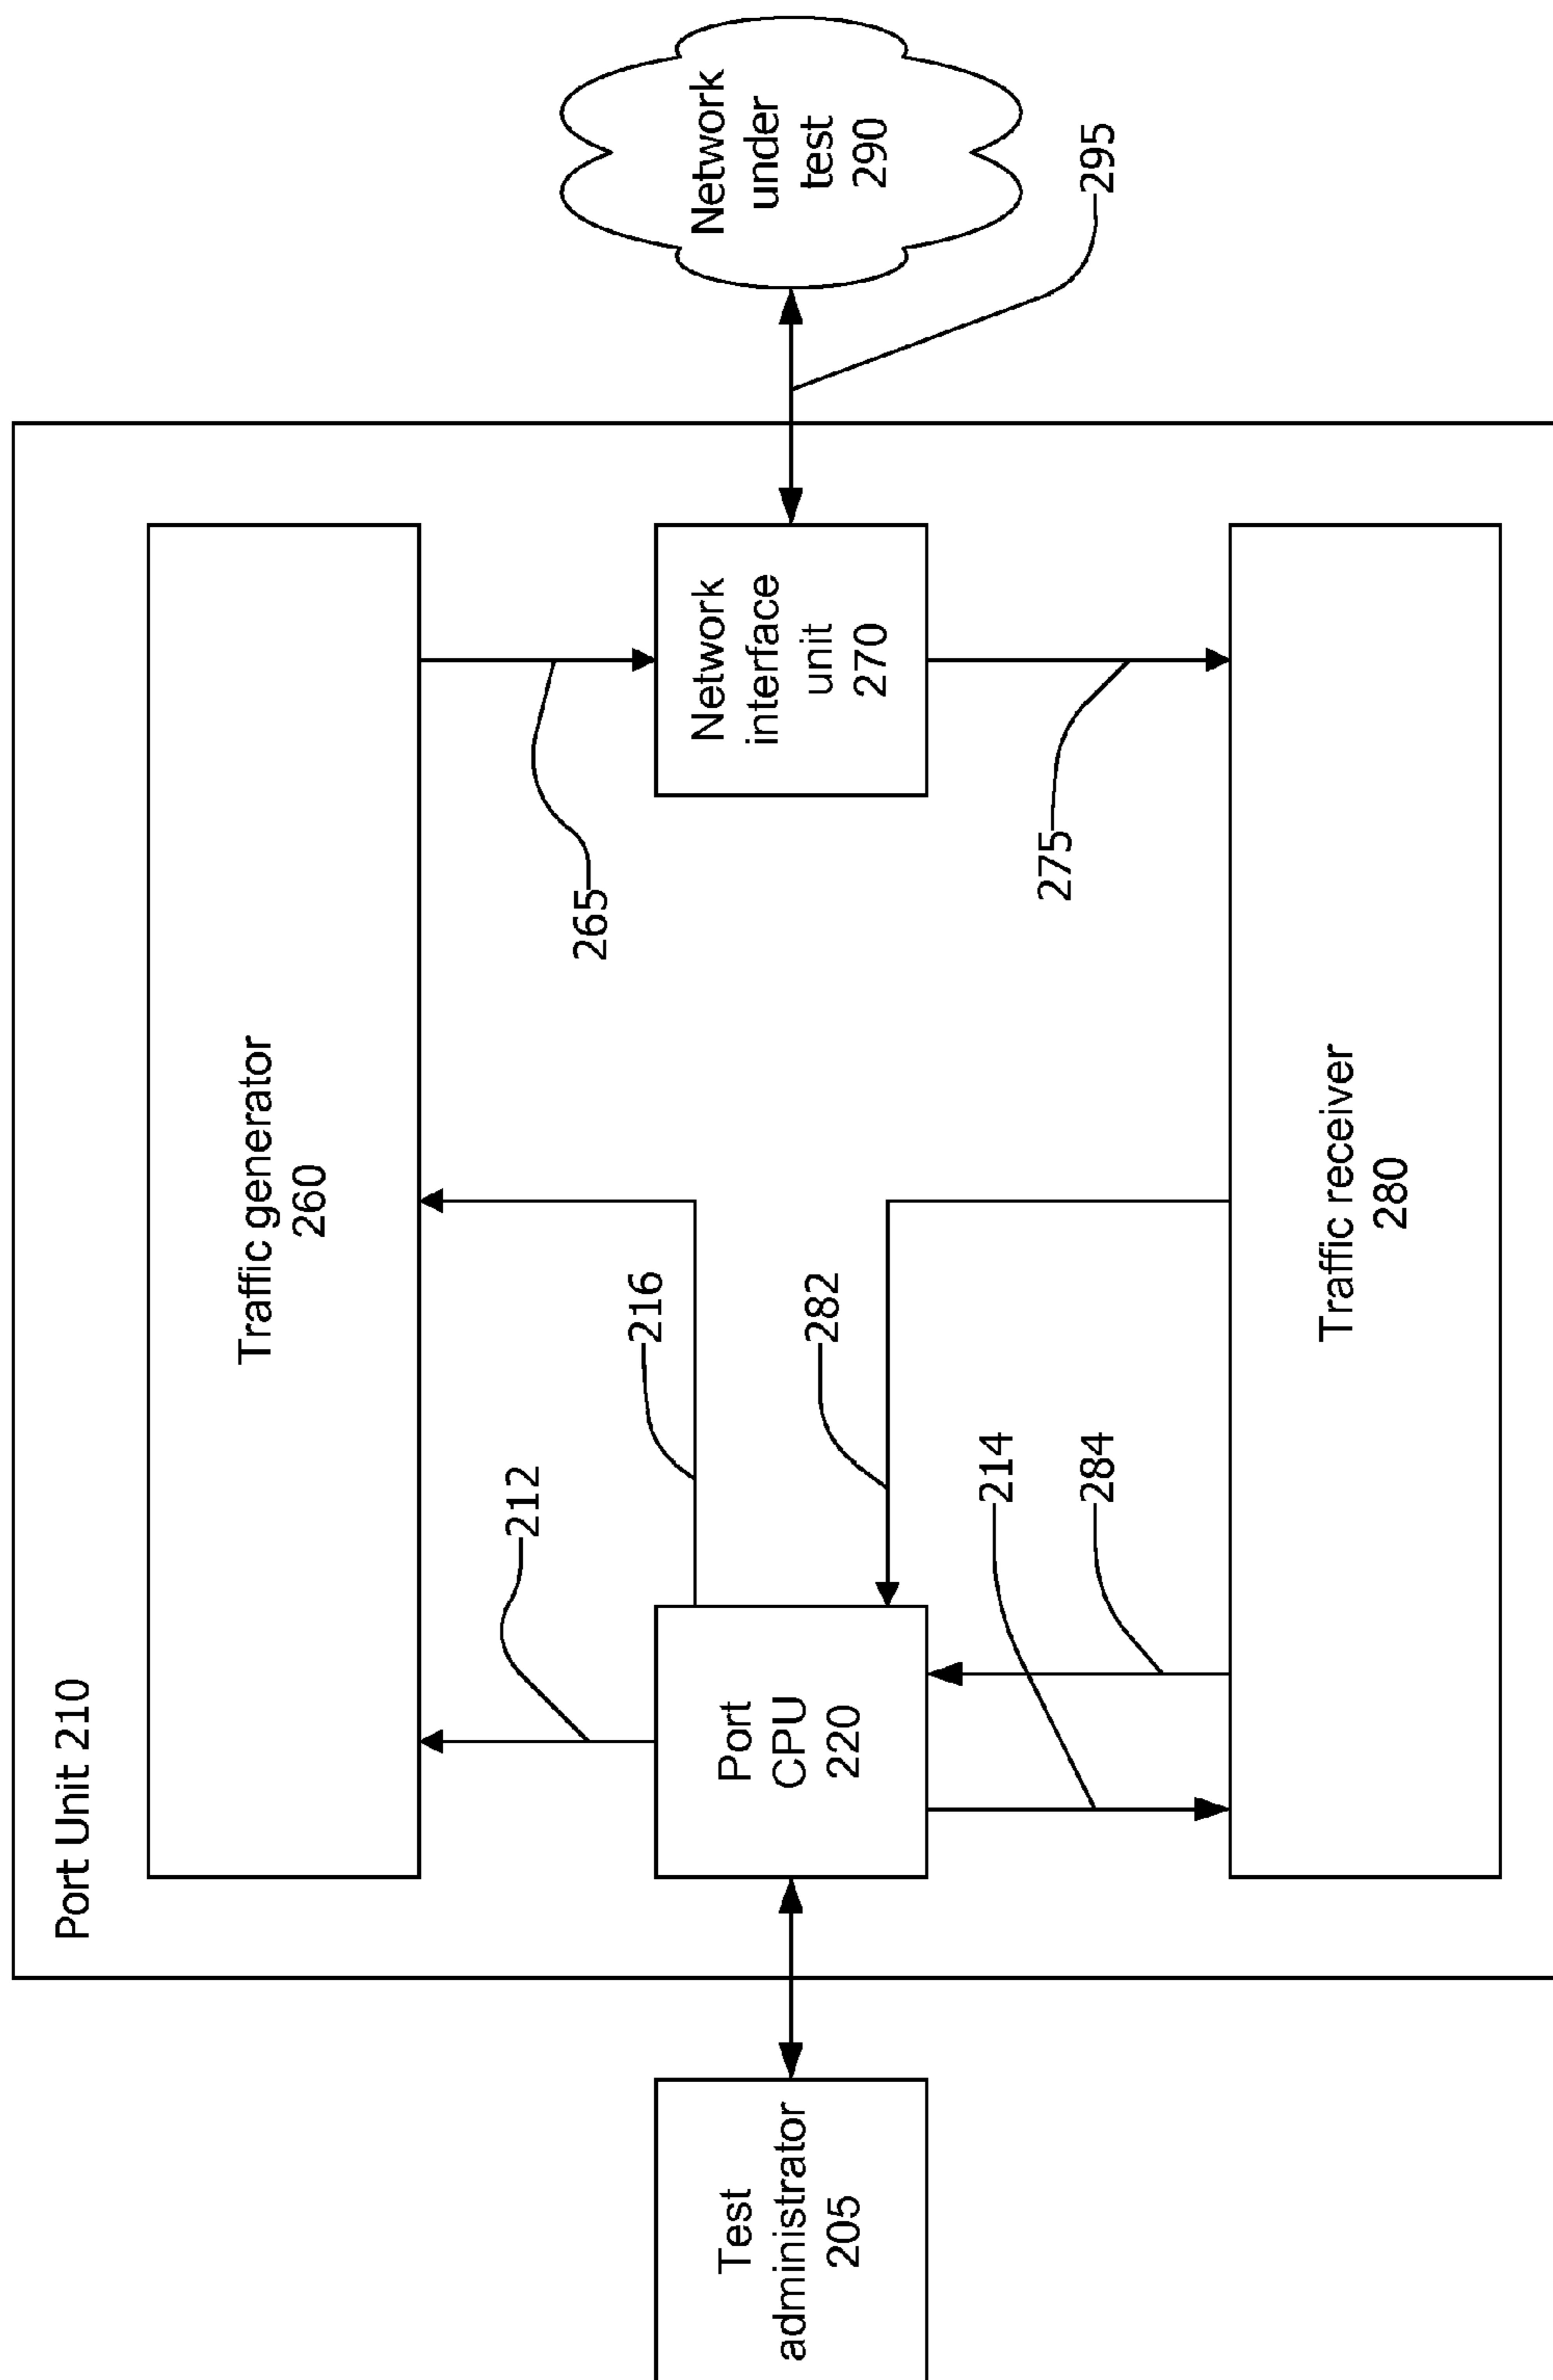 Port Unit 210
Traffic generator
260
212
216
265
Test
administrator
205
Port
CPU
220
282
Network
interface
unit
270
Network
under
test
290
214
284
275
295
Traffic receiver
280